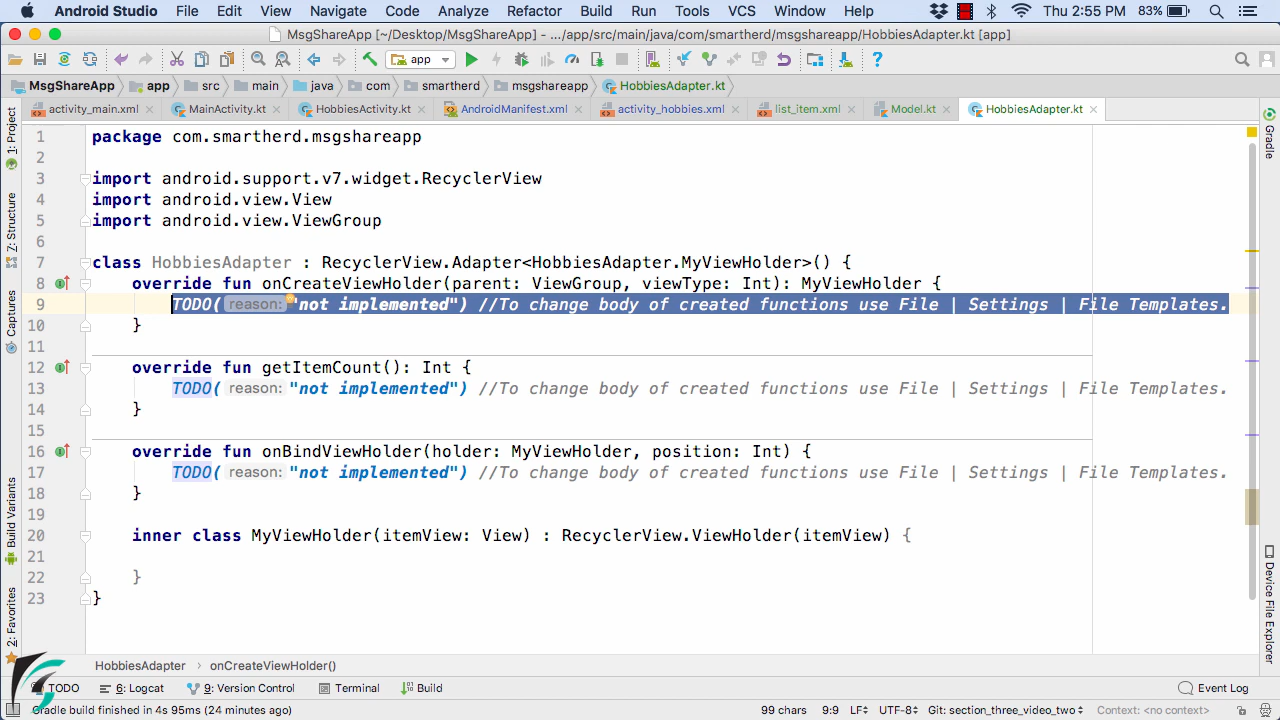 Android Studio File Edit View Navigate Code Analyze Refactor Build Run Tools VCS Window Help Thu 2:55 PM 83%
MsgShareApp [~/Desktop/MsgShareApp] - .../app/src/main/java/com/smartherd/msgshareapp/HobbiesAdapter.kt [app]
app
MsgShareApp app src main java com smartherd msgshareapp HobbiesAdapter.kt
activity_main.xml MainActivity.kt HobbiesActivity.kt AndroidManifest.xml activity_hobbies.xml list_item.xml Model.kt HobbiesAdapter.kt
1: Project
7: Structure
Captures
Build Variants
2: Favorites
1 package com.smartherd.msgshareapp
2
3 import android.support.v7.widget.RecyclerView
4 import android.view.View
5 import android.view.ViewGroup
6
7 class HobbiesAdapter : RecyclerView.Adapter<HobbiesAdapter.MyViewHolder>() {
8 override fun onCreateViewHolder(parent: ViewGroup, viewType: Int): MyViewHolder {
9 TODO( reason: "not implemented") //To change body of created functions use File | Settings | File Templates.
10 }
11
12 override fun getItemCount(): Int {
13 TODO( reason: "not implemented") //To change body of created functions use File | Settings | File Templates.
14 }
15
16 override fun onBindViewHolder(holder: MyViewHolder, position: Int) {
17 TODO( reason: "not implemented") //To change body of created functions use File | Settings | File Templates.
18 }
19
20 inner class MyViewHolder(itemView: View) : RecyclerView.ViewHolder(itemView) {
21
22 }
23 }
Gradle
Device File Explorer
HobbiesAdapter › onCreateViewHolder()
TODO 6: Logcat 9: Version Control Terminal Build Event Log
Gradle build finished in 4s 95ms (24 minutes ago) 99 chars 9:9 LF UTF-8 Git: section_three_video_two Context: <no context>